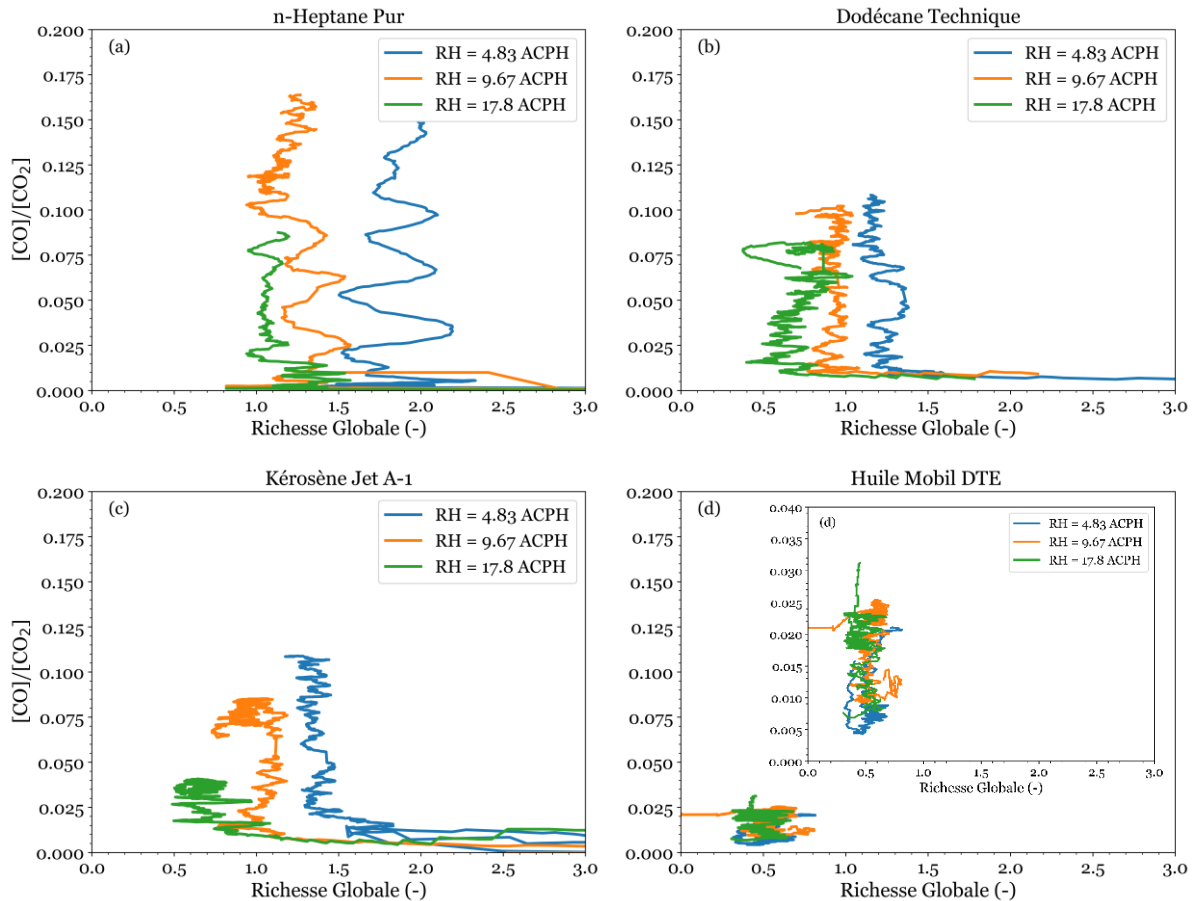 n-Heptane Pur
(a)
RH = 4.83 ACPH
RH = 9.67 ACPH
RH = 17.8 ACPH
0.200
0.175
0.150
0.125
0.100
0.075
0.050
0.025
0.000
[CO]/[CO₂]
0.0 0.5 1.0 1.5 2.0 2.5 3.0
Richesse Globale (-)
Dodécane Technique
(b)
RH = 4.83 ACPH
RH = 9.67 ACPH
RH = 17.8 ACPH
0.200
0.175
0.150
0.125
0.100
0.075
0.050
0.025
0.000
0.0 0.5 1.0 1.5 2.0 2.5 3.0
Richesse Globale (-)
Kérosène Jet A-1
(c)
RH = 4.83 ACPH
RH = 9.67 ACPH
RH = 17.8 ACPH
0.200
0.175
0.150
0.125
0.100
0.075
0.050
0.025
0.000
[CO]/[CO₂]
0.0 0.5 1.0 1.5 2.0 2.5 3.0
Richesse Globale (-)
Huile Mobil DTE
(d)
0.200
0.175
0.150
0.125
0.100
0.075
0.050
0.025
0.000
(d)
RH = 4.83 ACPH
RH = 9.67 ACPH
RH = 17.8 ACPH
0.040
0.035
0.030
0.025
0.020
0.015
0.010
0.005
0.000
0.0 0.5 1.0 1.5 2.0 2.5 3.0
Richesse Globale (-)
0.0 0.5 1.0 1.5 2.0 2.5 3.0
Richesse Globale (-)